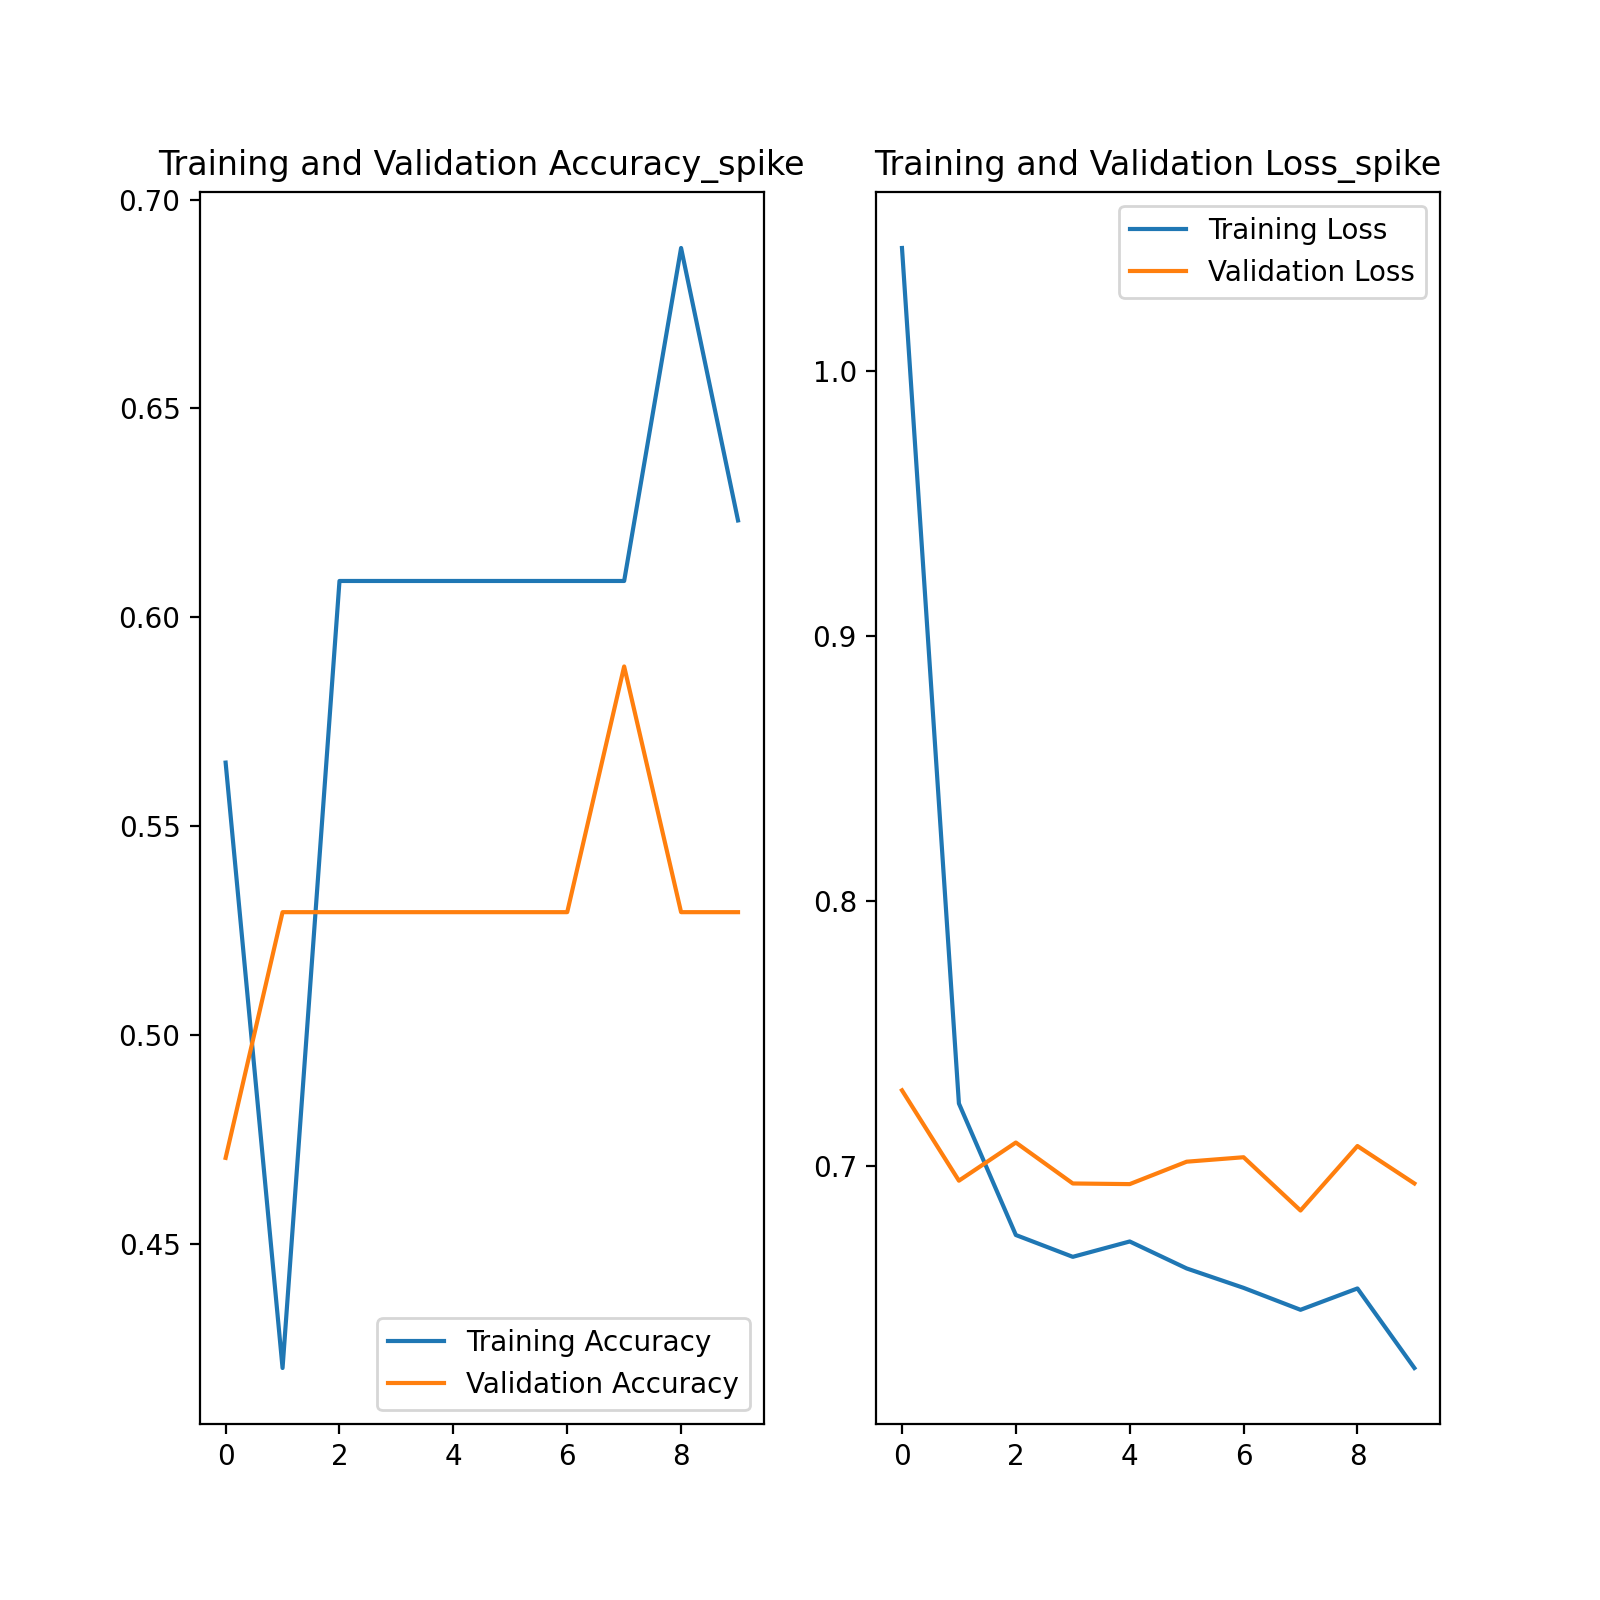 Training and Validation Accuracy_spike
0.70
0.65
0.60
0.55
0.50
0.45
Training Accuracy
Validation Accuracy
0 2 4 6 8
Training and Validation Loss_spike
Training Loss
Validation Loss
1.0
0.9
0.8
0.7
0 2 4 6 8